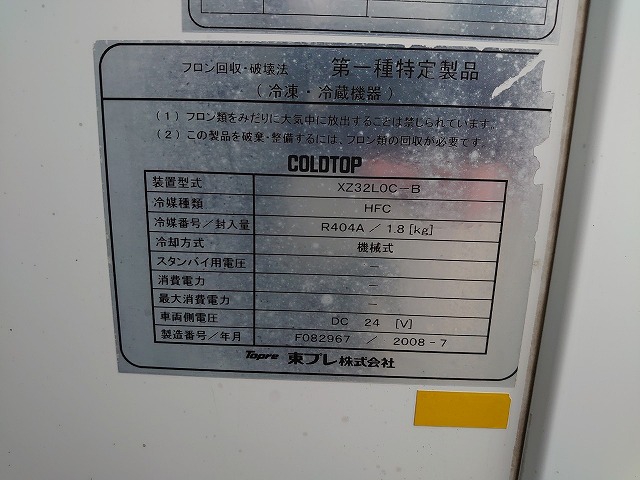 フロン回収・破壊法 第一種特定製品
（冷凍・冷蔵機器）
（1）フロン類をみだりに大気中に放出することは禁じられています。
（2）この製品を破棄・整備するには、フロン類の回収が必要です.
COLDTOP
装置型式 XZ32L0C－B
冷媒種類 HFC
冷媒番号／封入量 R404A ／ 1.8 [kg]
冷却方式 機械式
スタンバイ用電圧 －
消費電力 －
最大消費電力 －
車両側電圧 DC 24 [V]
製造番号／年月 F082967 ／ 2008－7
Topre 東プレ株式会社